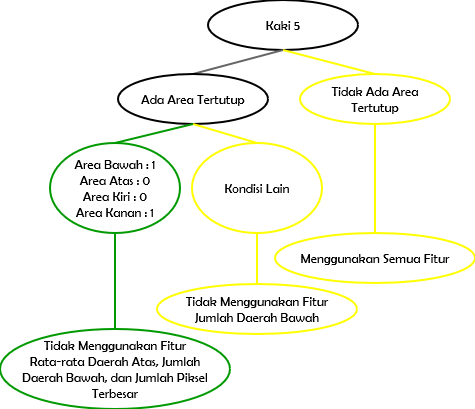 Kaki 5
Ada Area Tertutup
Tidak Ada Area
Tertutup
Area Bawah : 1
Area Atas : 0
Area Kiri : 0
Area Kanan : 1
Kondisi Lain
Menggunakan Semua Fitur
Tidak Menggunakan Fitur
Jumlah Daerah Bawah
Tidak Menggunakan Fitur
Rata-rata Daerah Atas, Jumlah
Daerah Bawah, dan Jumlah Piksel
Terbesar